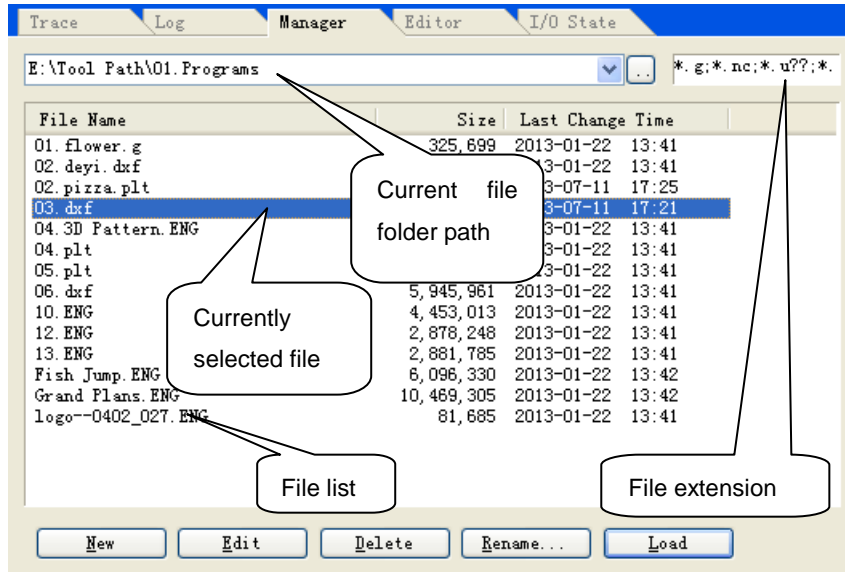 Trace Log Manager Editor I/O State
E:\Tool Path\01.Programs .. *.g;*.nc;*.u??;*.
File Name Size Last Change Time
01.flower.g 325,699 2013-01-22 13:41
02.deyi.dxf 3-01-22 13:41
02.pizza.plt 3-07-11 17:25
03.dxf 3-07-11 17:21
04.3D Pattern.ENG 3-01-22 13:41
04.plt 3-01-22 13:41
05.plt 3-01-22 13:41
06.dxf 5,945,961 2013-01-22 13:41
10.ENG 4,453,013 2013-01-22 13:41
12.ENG 2,878,248 2013-01-22 13:41
13.ENG 2,881,785 2013-01-22 13:41
Fish Jump.ENG 6,096,330 2013-01-22 13:42
Grand Plans.ENG 10,469,305 2013-01-22 13:42
logo--0402_027.ENG 81,685 2013-01-22 13:41
Current file
folder path
Currently
selected file
File list
File extension
New Edit Delete Rename... Load